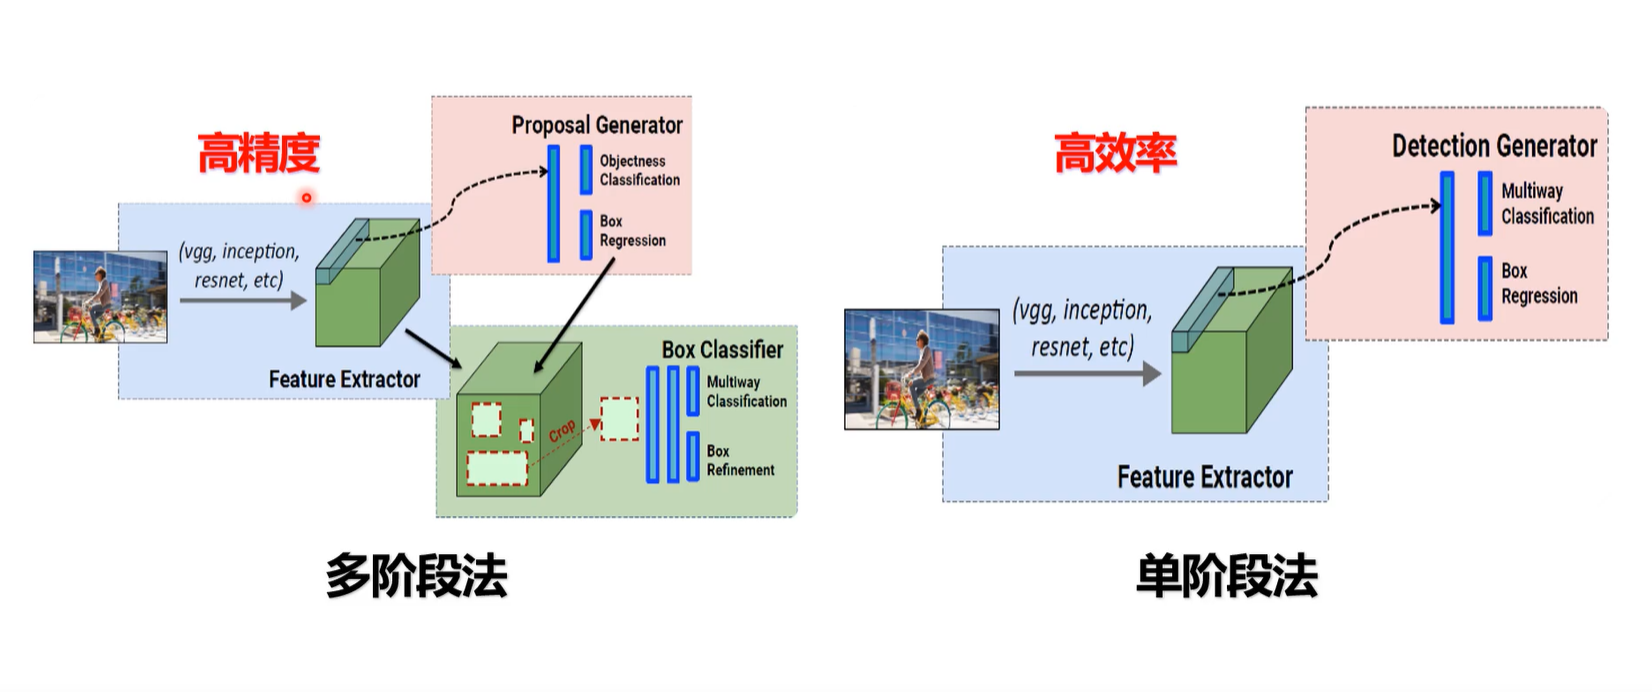 高精度
Proposal Generator
Objectness
Classification
Box
Regression
(vgg, inception,
resnet, etc)
Feature Extractor
Box Classifier
Multiway
Classification
Crop
Box
Refinement
多阶段法
高效率
Detection Generator
Multiway
Classification
Box
Regression
(vgg, inception,
resnet, etc)
Feature Extractor
单阶段法